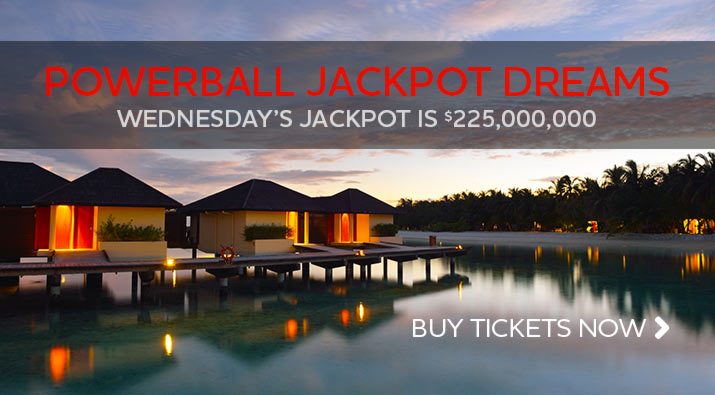 POWERBALL JACKPOT DREAMS
WEDNESDAY’S JACKPOT IS $225,000,000
BUY TICKETS NOW